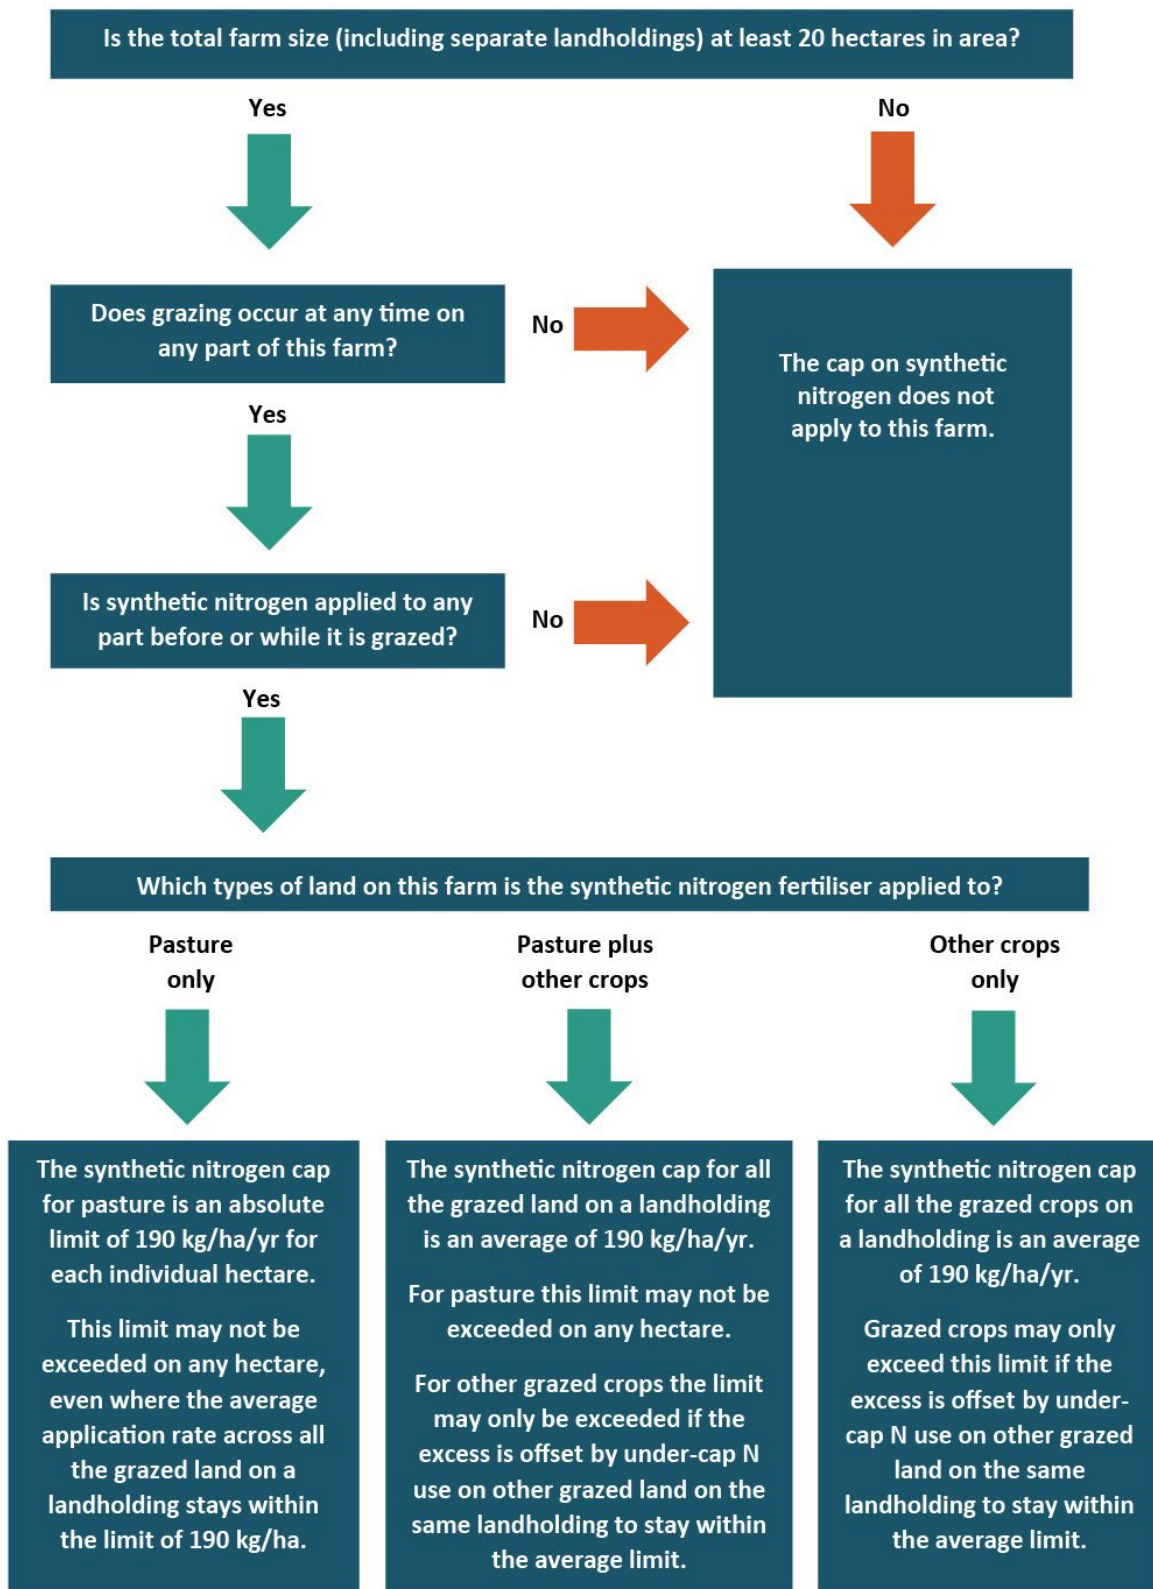 Is the total farm size (including separate landholdings) at least 20 hectares in area?
Yes
No
Does grazing occur at any time on
any part of this farm?
No
The cap on synthetic
nitrogen does not
apply to this farm.
Yes
Is synthetic nitrogen applied to any
part before or while it is grazed?
No
Yes
Which types of land on this farm is the synthetic nitrogen fertiliser applied to?
Pasture
only
Pasture plus
other crops
Other crops
only
The synthetic nitrogen cap
for pasture is an absolute
limit of 190 kg/ha/yr for
each individual hectare.
This limit may not be
exceeded on any hectare,
even where the average
application rate across all
the grazed land on a
landholding stays within
the limit of 190 kg/ha.
The synthetic nitrogen cap for all
the grazed land on a landholding
is an average of 190 kg/ha/yr.
For pasture this limit may not be
exceeded on any hectare.
For other grazed crops the limit
may only be exceeded if the
excess is offset by under-cap N
use on other grazed land on the
same landholding to stay within
the average limit.
The synthetic nitrogen cap
for all the grazed crops on
a landholding is an average
of 190 kg/ha/yr.
Grazed crops may only
exceed this limit if the
excess is offset by under-
cap N use on other grazed
land on the same
landholding to stay within
the average limit.